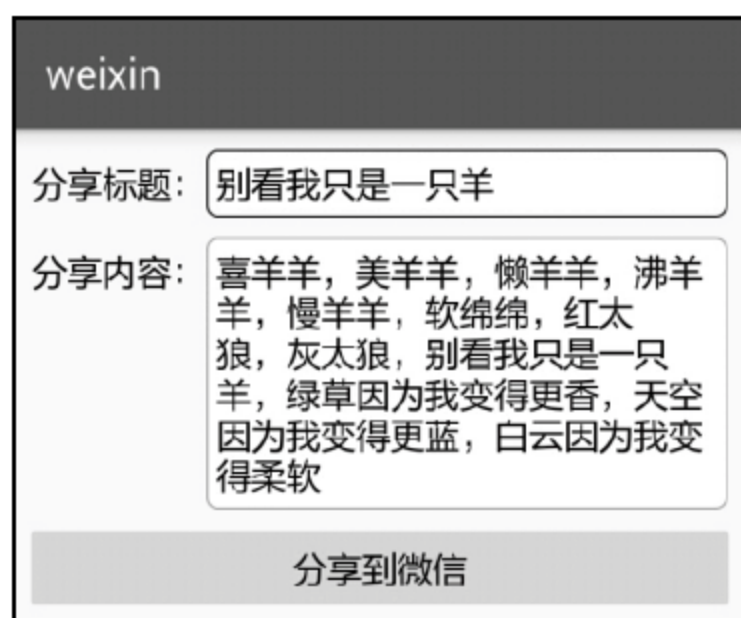 weixin
分享标题：别看我只是一只羊
分享内容：喜羊羊，美羊羊，懒羊羊，沸羊
羊，慢羊羊，软绵绵，红太
狼，灰太狼，别看我只是一只
羊，绿草因为我变得更香，天空
因为我变得更蓝，白云因为我变
得柔软
分享到微信